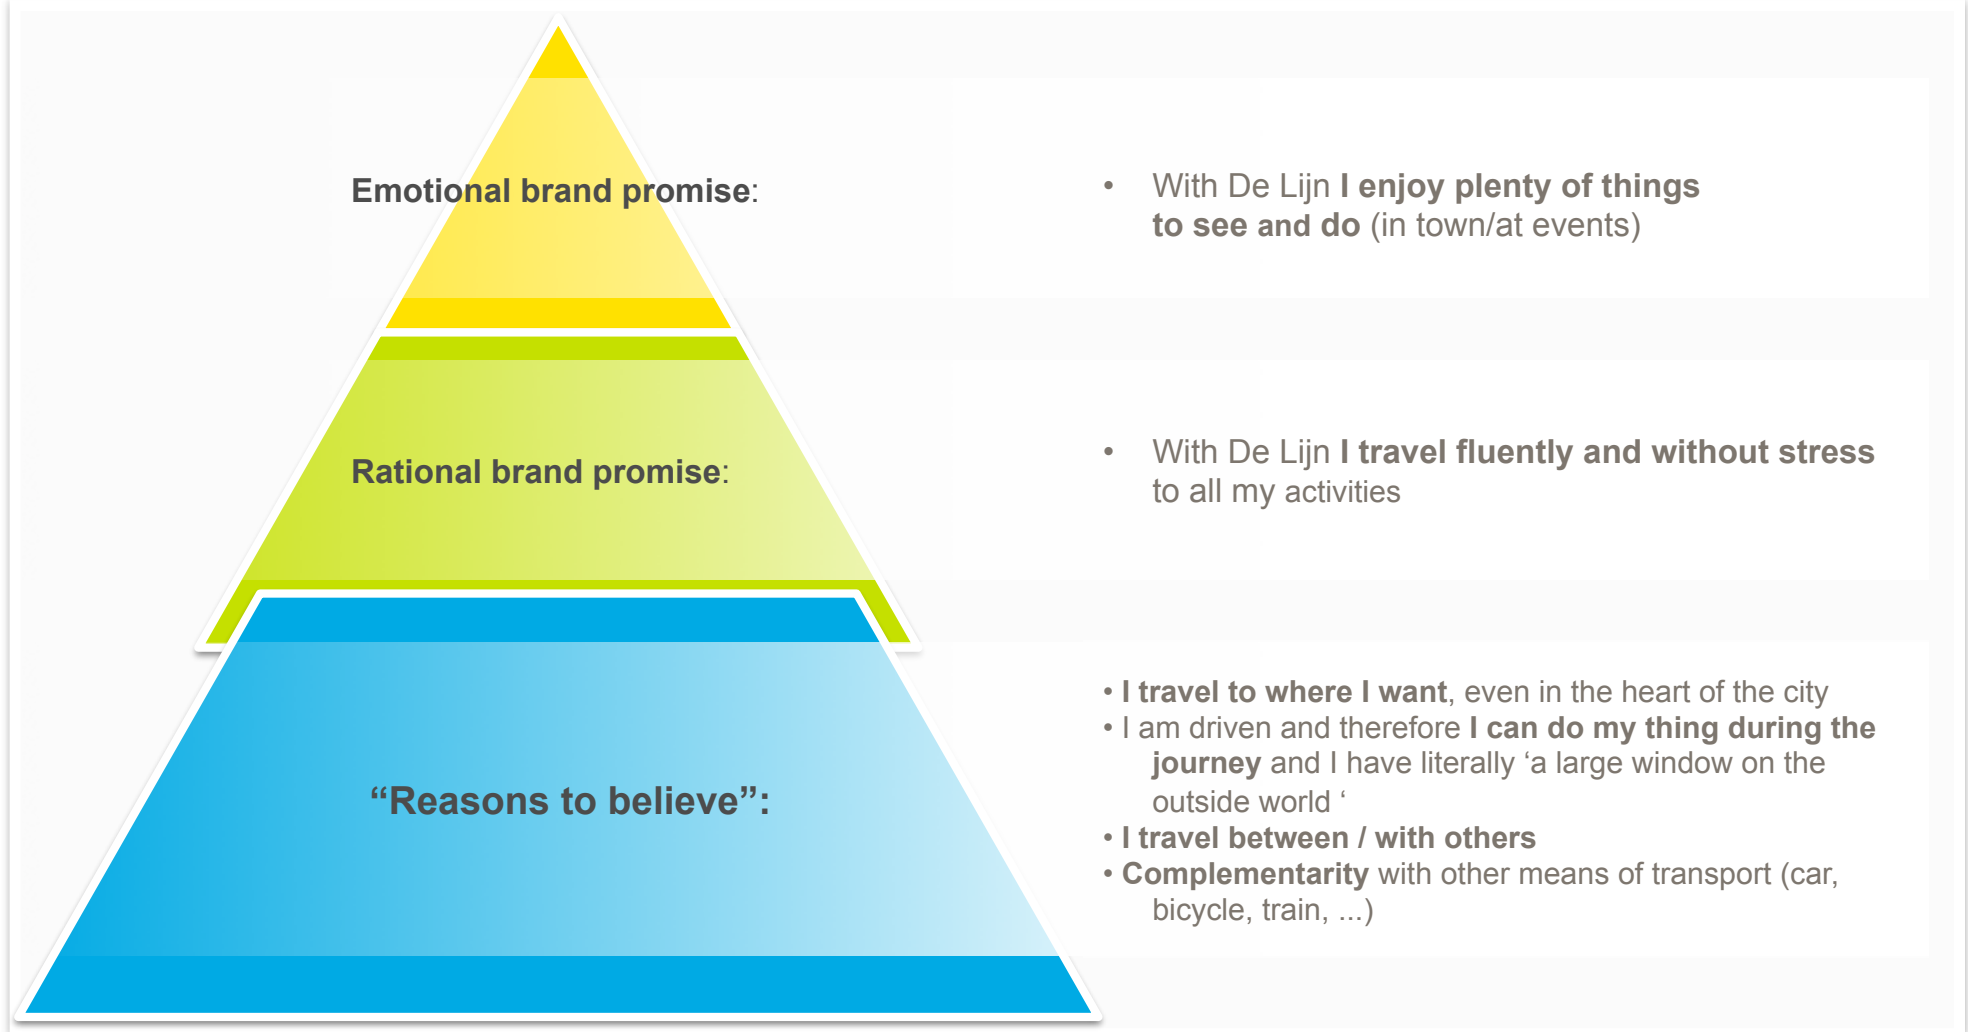 Emotional brand promise:
• With De Lijn I enjoy plenty of things
to see and do (in town/at events)
Rational brand promise:
• With De Lijn I travel fluently and without stress
to all my activities
“Reasons to believe”:
• I travel to where I want, even in the heart of the city
• I am driven and therefore I can do my thing during the
journey and I have literally ‘a large window on the
outside world ‘
• I travel between / with others
• Complementarity with other means of transport (car,
bicycle, train, ...)